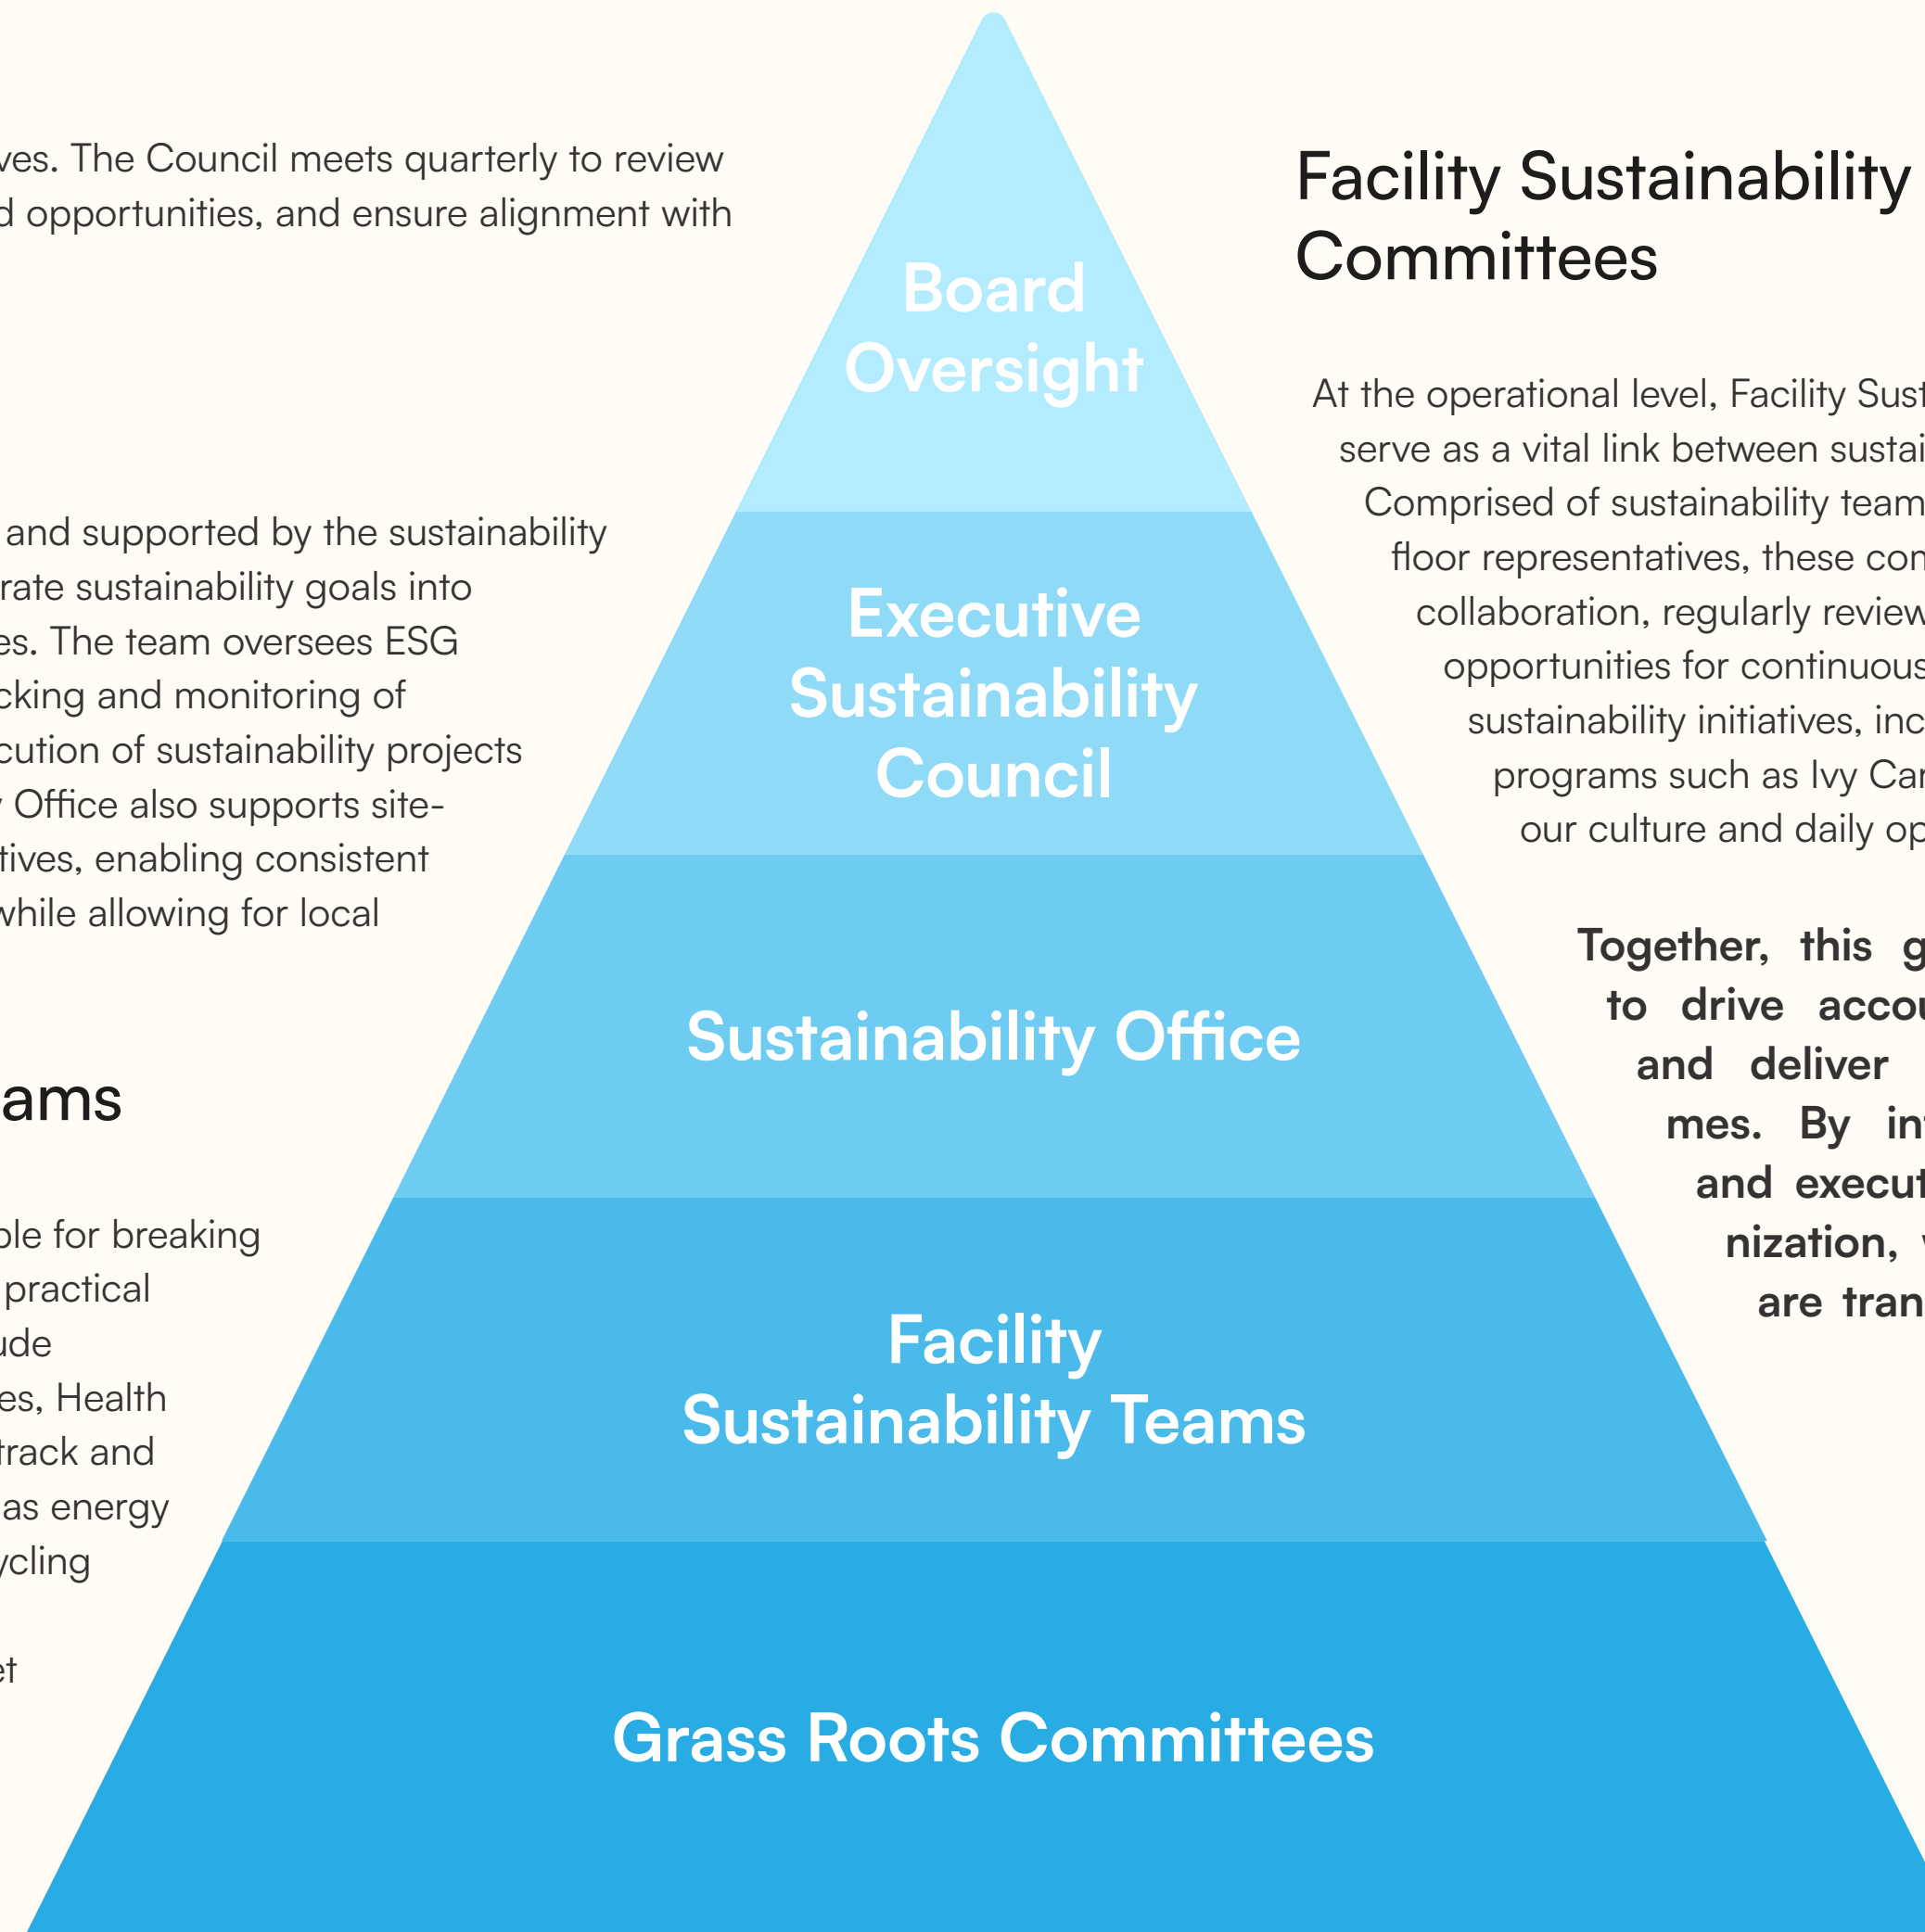 ves. The Council meets quarterly to review
d opportunities, and ensure alignment with
and supported by the sustainability
rate sustainability goals into
es. The team oversees ESG
cking and monitoring of
cution of sustainability projects
y Office also supports site-
tives, enabling consistent
while allowing for local
ams
ble for breaking
practical
ude
es, Health
track and
as energy
ycling
et
Board
Oversight
Executive
Sustainability
Council
Sustainability Office
Facility
Sustainability Teams
Grass Roots Committees
Facility Sustainability
Committees
At the operational level, Facility Sust
serve as a vital link between sustai
Comprised of sustainability team
floor representatives, these com
collaboration, regularly review
opportunities for continuous
sustainability initiatives, inc
programs such as Ivy Car
our culture and daily op
Together, this g
to drive accou
and deliver
mes. By int
and execut
nization,
are tran